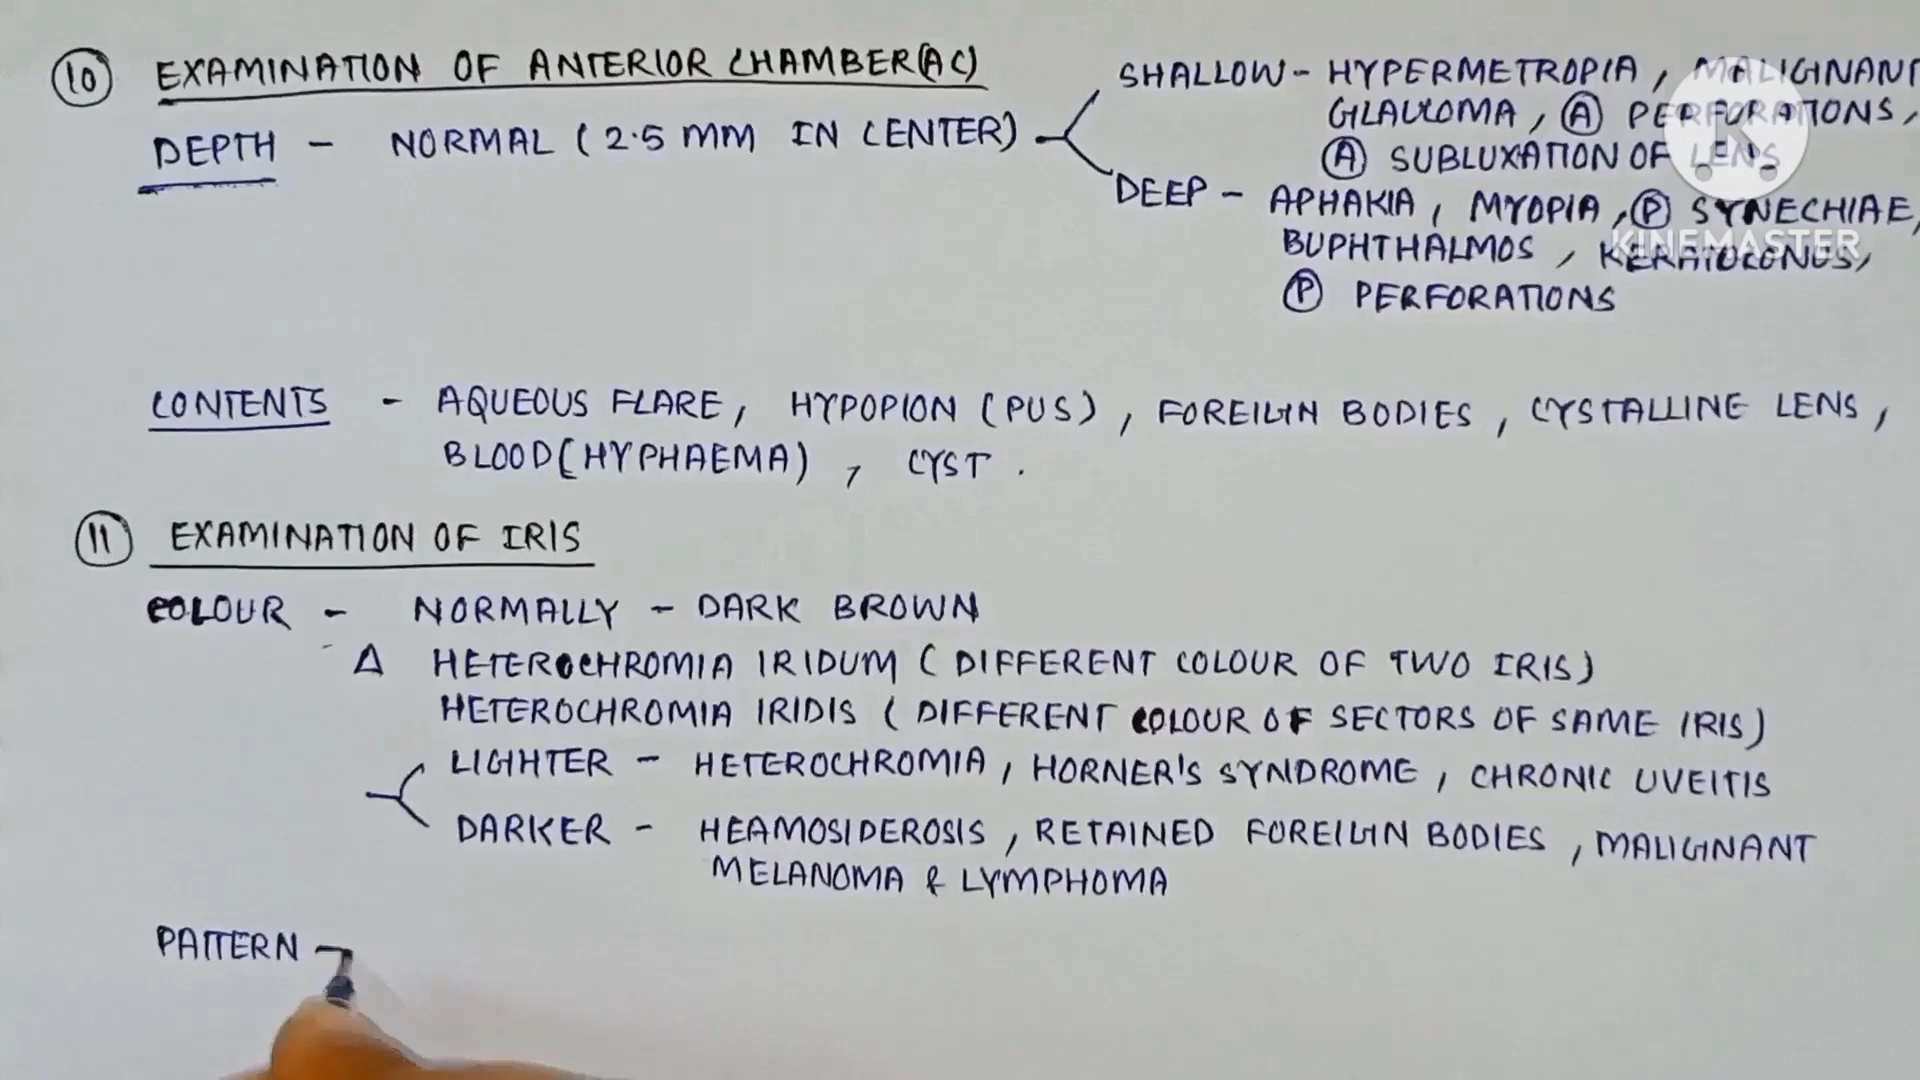 10 EXAMINATION OF ANTERIOR CHAMBER(AC)
DEPTH - NORMAL (2.5 MM IN CENTER)
SHALLOW - HYPERMETROPIA, MALIGNANT
GLAUCOMA, A PERFORATIONS,
A SUBLUXATION OF LENS
DEEP - APHAKIA, MYOPIA, P SYNECHIAE,
BUPHTHALMOS, KERATOCONUS,
P PERFORATIONS
KINEMASTER
CONTENTS - AQUEOUS FLARE, HYPOPION (PUS), FOREIGN BODIES, CYSTALLINE LENS,
BLOOD(HYPHAEMA), CYST.
11 EXAMINATION OF IRIS
COLOUR - NORMALLY - DARK BROWN
Δ HETEROCHROMIA IRIDUM (DIFFERENT COLOUR OF TWO IRIS)
HETEROCHROMIA IRIDIS (DIFFERENT COLOUR OF SECTORS OF SAME IRIS)
LIGHTER - HETEROCHROMIA, HORNER'S SYNDROME, CHRONIC UVEITIS
DARKER - HEAMOSIDEROSIS, RETAINED FOREIGN BODIES, MALIGNANT
MELANOMA & LYMPHOMA
PATTERN -